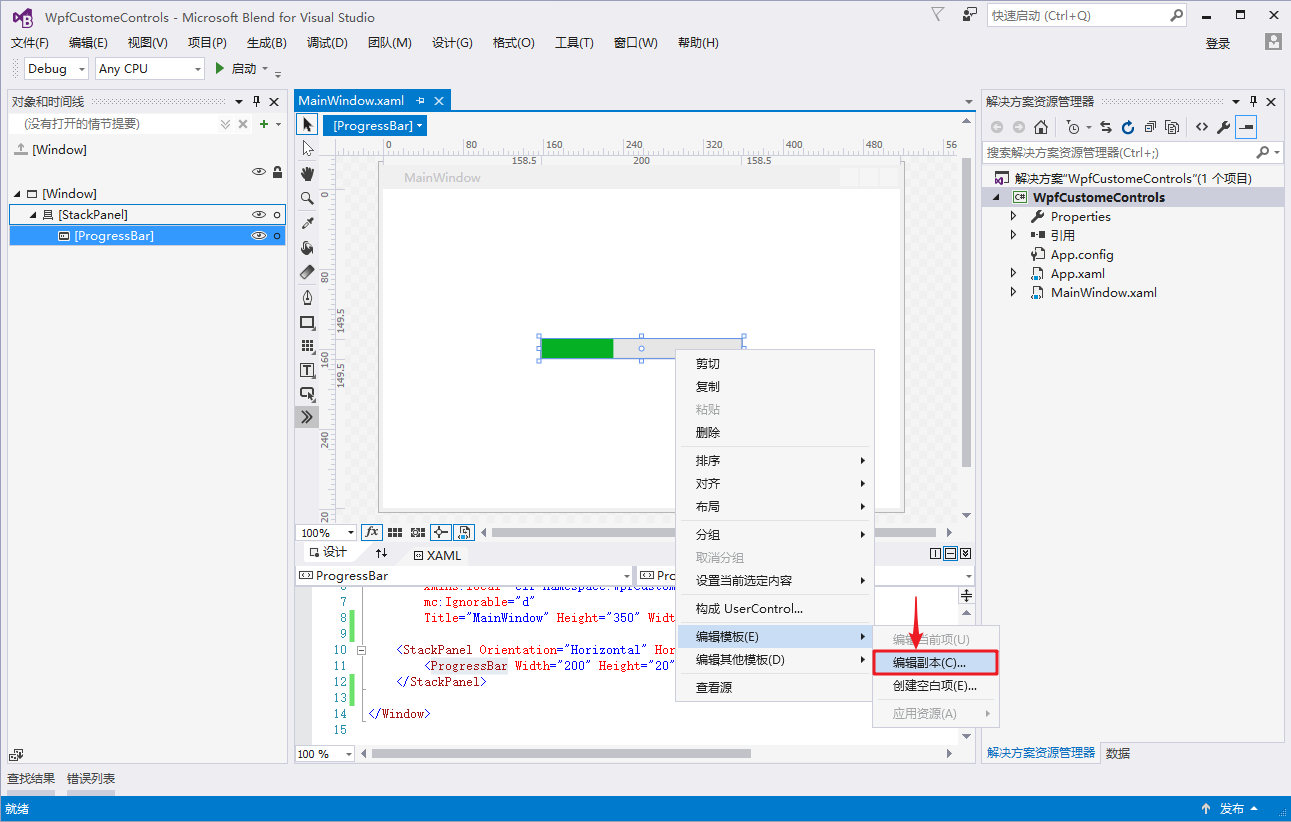 WpfCustomeControls - Microsoft Blend for Visual Studio
快速启动 (Ctrl+Q)
文件(F) 编辑(E) 视图(V) 项目(P) 生成(B) 调试(D) 团队(M) 设计(G) 格式(O) 工具(T) 窗口(W) 帮助(H)
登录
Debug Any CPU 启动
对象和时间线
(没有打开的情节提要)
[Window]
[Window]
[StackPanel]
[ProgressBar]
MainWindow.xaml
[ProgressBar]
0 80 160 240 320 400 480 56
158.5 200 158.5
MainWindow
0
80
149.5
160
149.5
240
20
剪切
复制
粘贴
删除
排序
对齐
布局
分组
取消分组
设置当前选定内容
构成 UserControl...
编辑模板(E)
编辑其他模板(D)
查看源
编辑当前项(U)
编辑副本(C)...
创建空白项(E)...
应用资源(A)
100% fx
设计 XAML
ProgressBar Pro
6 xmlns:local="clr-namespace:WpfCustom
7 mc:Ignorable="d"
8 Title="MainWindow" Height="350" Widt
9
10 <StackPanel Orientation="Horizontal" Hor
11 <ProgressBar Width="200" Height="20"
12 </StackPanel>
13
14 </Window>
15
100 %
解决方案资源管理器
搜索解决方案资源管理器(Ctrl+;)
解决方案"WpfCustomeControls"(1 个项目)
C# WpfCustomeControls
Properties
引用
App.config
App.xaml
MainWindow.xaml
解决方案资源管理器 数据
查找结果 错误列表
就绪
发布